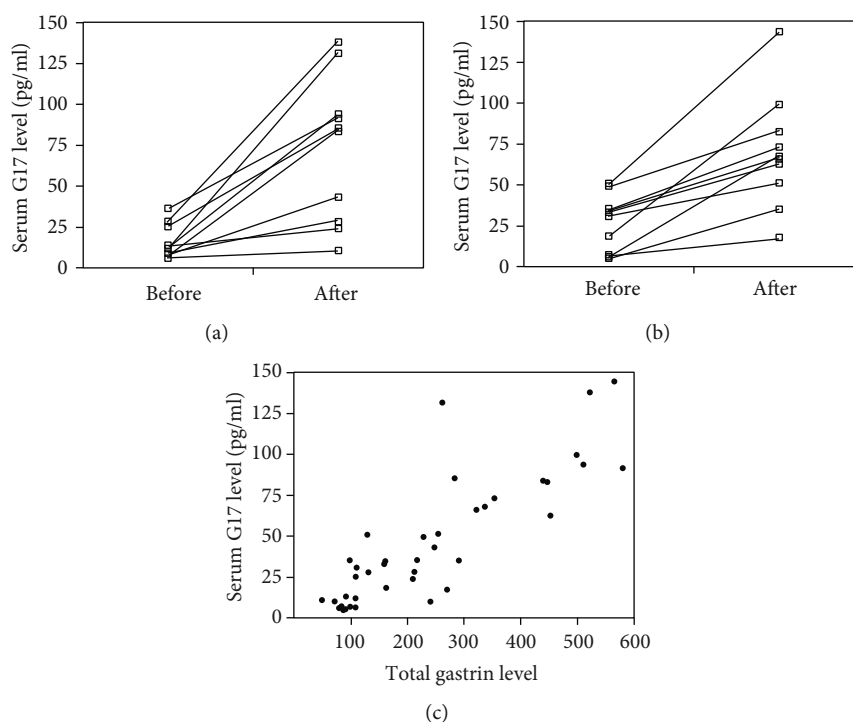 150
125
100
75
50
25
0
Serum G17 level (pg/ml)
Before
After
(a)
150
125
100
75
50
25
0
Serum G17 level (pg/ml)
Before
After
(b)
150
125
100
75
50
25
0
Serum G17 level (pg/ml)
100 200 300 400 500 600
Total gastrin level
(c)